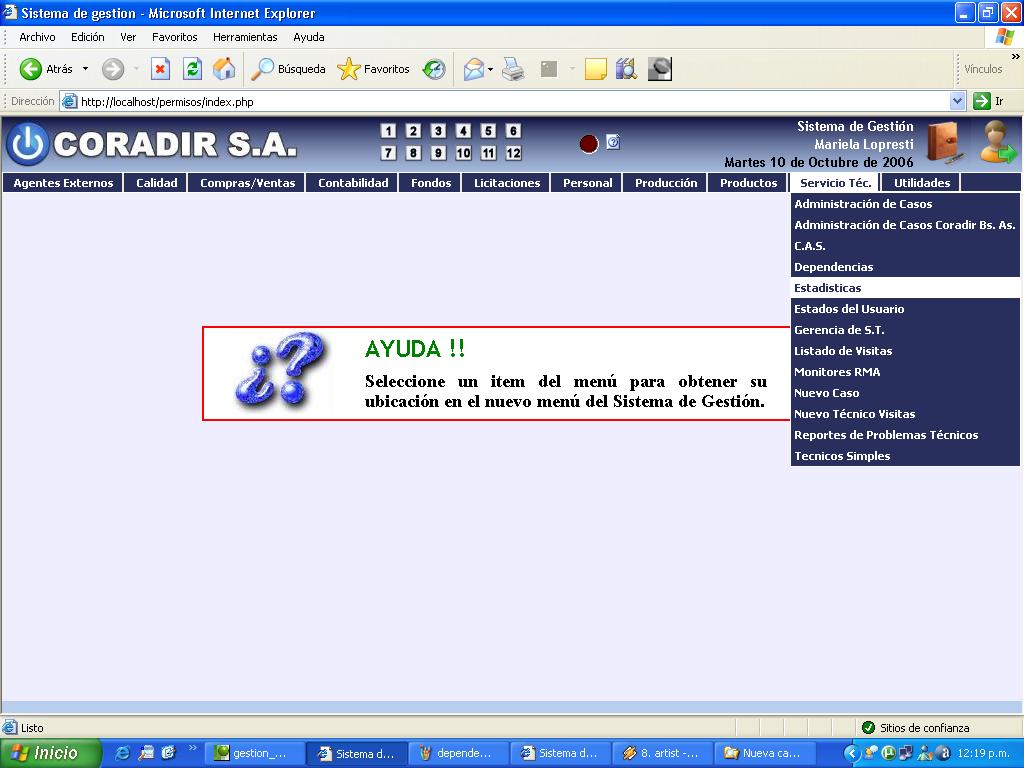 Sistema de gestion - Microsoft Internet Explorer
Archivo Edición Ver Favoritos Herramientas Ayuda
Atrás Búsqueda Favoritos Vínculos »
Dirección http://localhost/permisos/index.php Ir
CORADIR S.A.
1 2 3 4 5 6
7 8 9 10 11 12
Sistema de Gestión
Mariela Lopresti
Martes 10 de Octubre de 2006
Agentes Externos Calidad Compras/Ventas Contabilidad Fondos Licitaciones Personal Producción Productos Servicio Téc. Utilidades
Administración de Casos
Administración de Casos Coradir Bs. As.
C.A.S.
Dependencias
Estadisticas
Estados del Usuario
Gerencia de S.T.
Listado de Visitas
Monitores RMA
Nuevo Caso
Nuevo Técnico Visitas
Reportes de Problemas Técnicos
Tecnicos Simples
¿?
AYUDA !!
Seleccione un item del menú para obtener su
ubicación en el nuevo menú del Sistema de Gestión.
Listo Sitios de confianza
Inicio » gestion_... Sistema d... depende... Sistema d... 8. artist -... Nueva ca... 12:19 p.m.